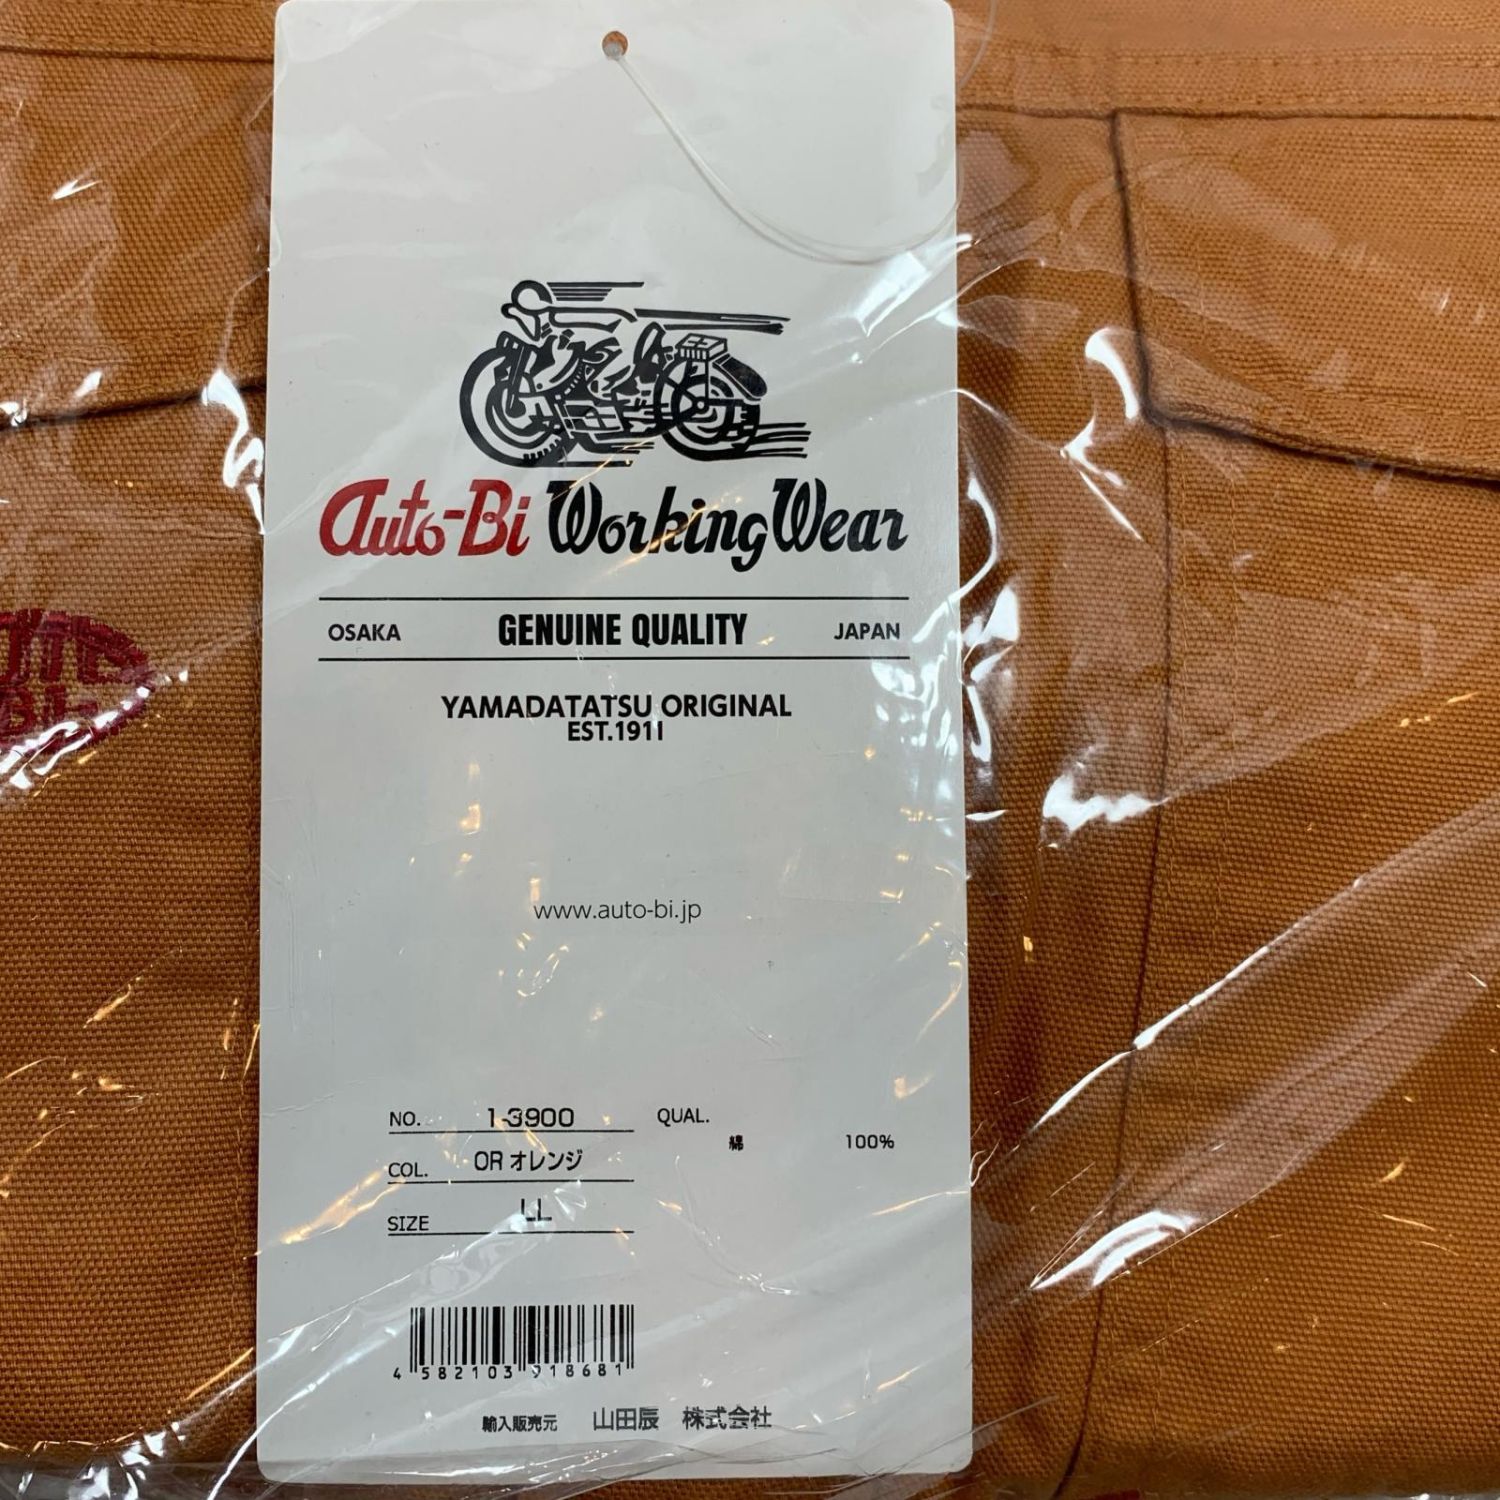 Auto-Bi Working Wear
OSAKA GENUINE QUALITY JAPAN
YAMADATATSU ORIGINAL
EST.1911
www.auto-bi.jp
NO. 1-3900 QUAL.
綿 100%
COL. OR オレンジ
SIZE LL
4 582103 918681
輸入販売元 山田辰 株式会社